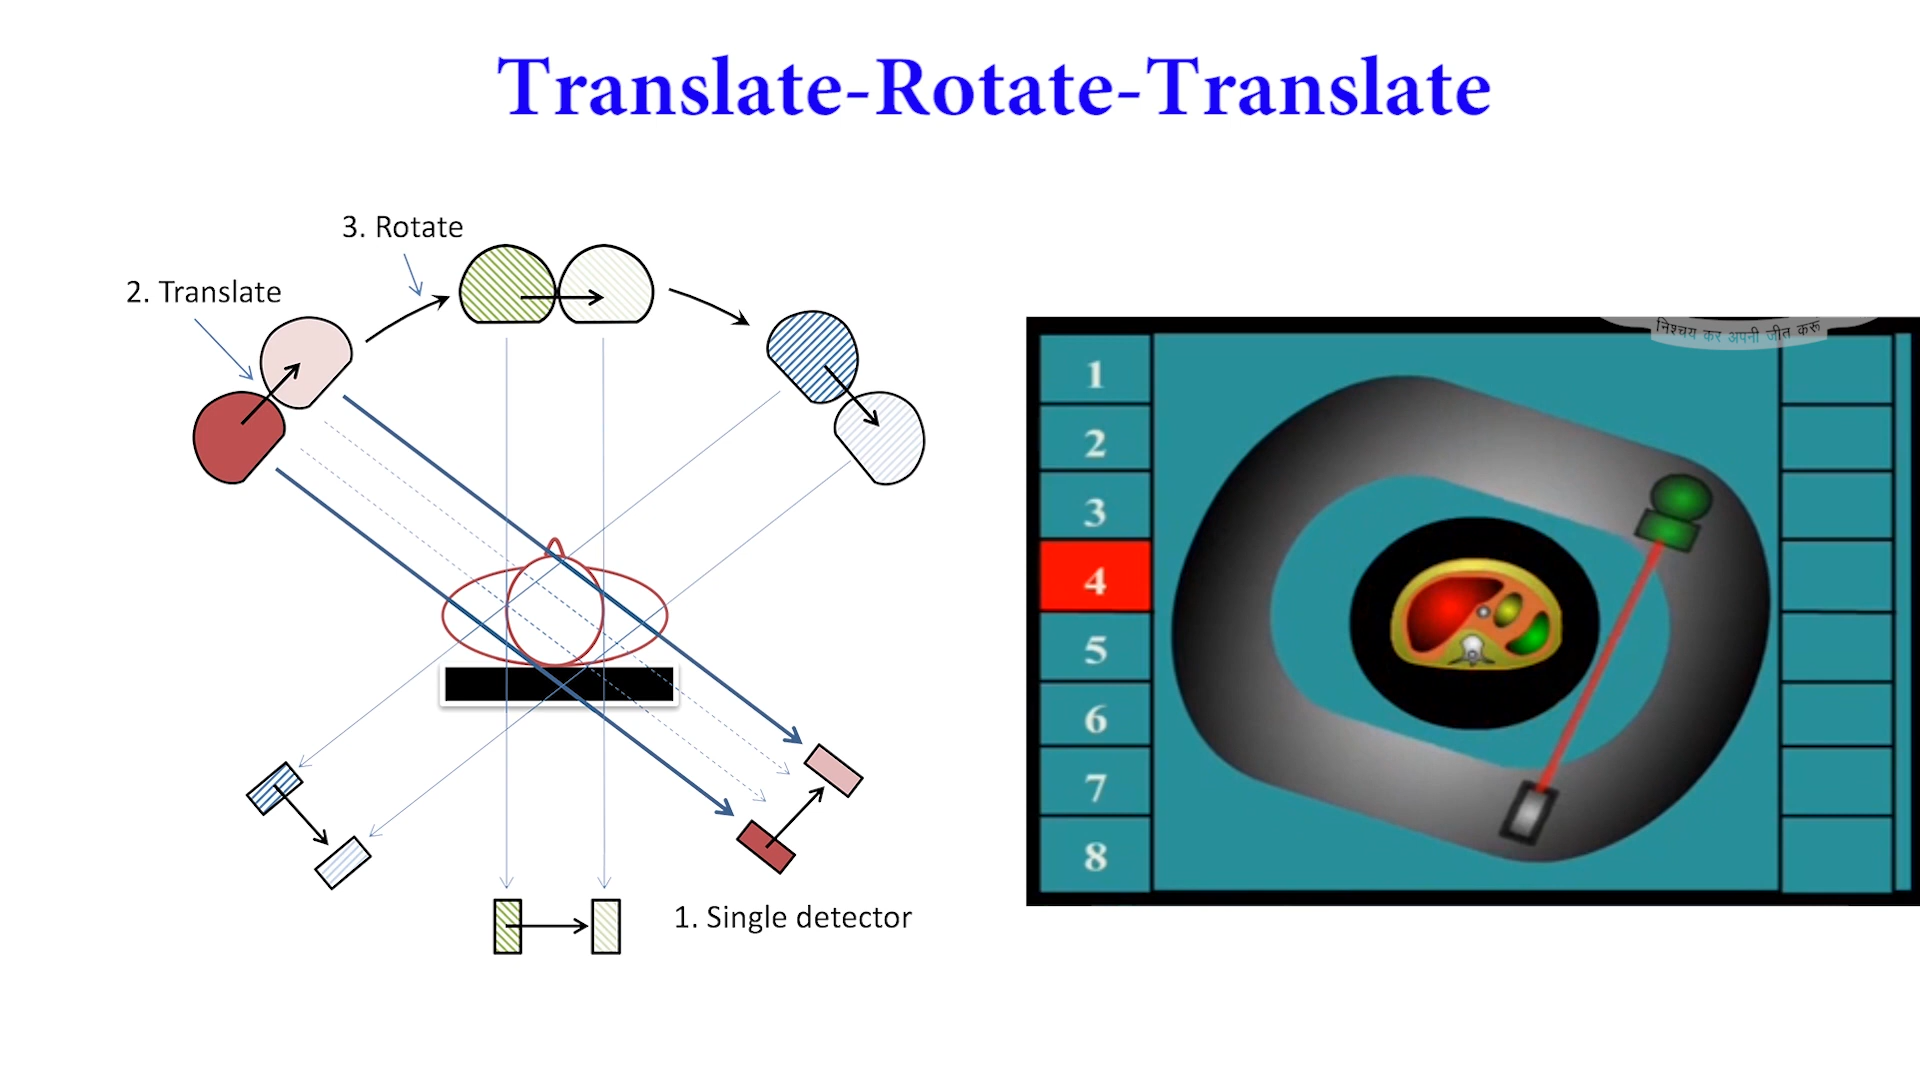 Translate-Rotate-Translate
3. Rotate
2. Translate
1. Single detector
निश्चय कर अपनी जीत करूं
1
2
3
4
5
6
7
8